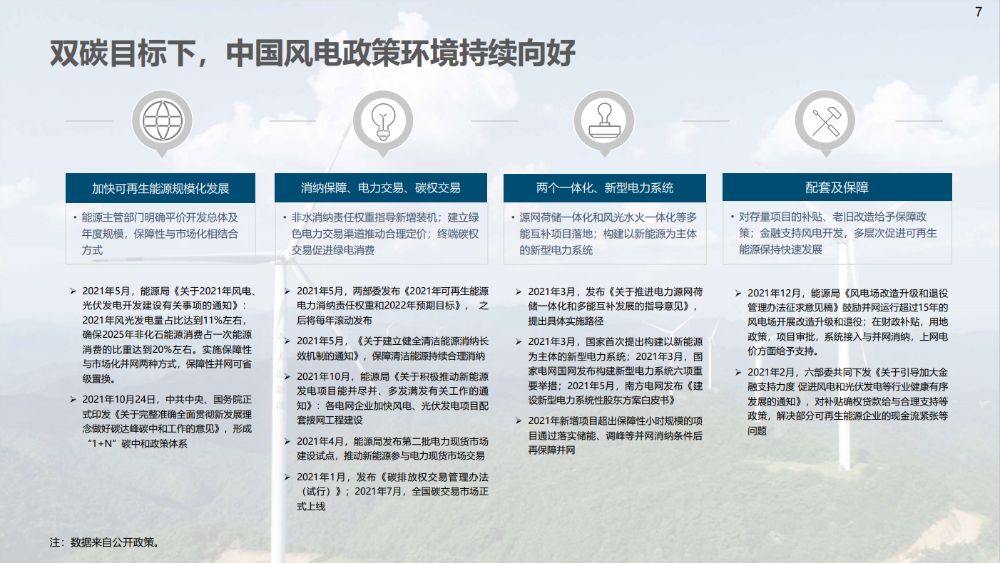 7
双碳目标下，中国风电政策环境持续向好
加快可再生能源规模化发展
• 能源主管部门明确平价开发总体及
年度规模，保障性与市场化相结合
方式
➢ 2021年5月，能源局《关于2021年风电、
光伏发电开发建设有关事项的通知》：
2021年风光发电量占比达到11%左右，
确保2025年非化石能源消费占一次能源
消费的比重达到20%左右。实施保障性
与市场化并网两种方式，保障性并网可省
级置换。
➢ 2021年10月24日，中共中央、国务院正
式印发《关于完整准确全面贯彻新发展理
念做好碳达峰碳中和工作的意见》，形成
“1+N”碳中和政策体系
消纳保障、电力交易、碳权交易
• 非水消纳责任权重指导新增装机；建立绿
色电力交易渠道推动合理定价；终端碳权
交易促进绿电消费
➢ 2021年5月，两部委发布《2021年可再生能源
电力消纳责任权重和2022年预期目标》， 之
后将每年滚动发布
➢ 2021年5月，《关于建立健全清洁能源消纳长
效机制的通知》，保障清洁能源持续合理消纳
➢ 2021年10月，能源局《关于积极推动新能源
发电项目能并尽并、多发满发有关工作的通
知》：各电网企业加快风电、光伏发电项目配
套接网工程建设
➢ 2021年4月，能源局发布第二批电力现货市场
建设试点，推动新能源参与电力现货市场交易
➢ 2021年1月，发布《碳排放权交易管理办法
（试行）》；2021年7月，全国碳交易市场正
式上线
两个一体化、新型电力系统
• 源网荷储一体化和风光水火一体化等多
能互补项目落地；构建以新能源为主体
的新型电力系统
➢ 2021年3月，发布《关于推进电力源网荷
储一体化和多能互补发展的指导意见》，
提出具体实施路径
➢ 2021年3月，国家首次提出构建以新能源
为主体的新型电力系统；2021年3月，国
家电网国网发布构建新型电力系统六项重
要举措；2021年5月，南方电网发布《建
设新型电力系统性股东方案白皮书》
➢ 2021年新增项目超出保障性小时规模的项
目通过落实储能、调峰等并网消纳条件后
再保障并网
配套及保障
• 对存量项目的补贴、老旧改造给予保障政
策；金融支持风电开发，多层次促进可再生
能源保持快速发展
➢ 2021年12月，能源局《风电场改造升级和退役
管理办法征求意见稿》鼓励并网运行超过15年的
风电场开展改造升级和退役；在财政补贴，用地
政策，项目审批，系统接入与并网消纳，上网电
价方面给予支持。
➢ 2021年2月，六部委共同下发《关于引导加大金
融支持力度 促进风电和光伏发电等行业健康有序
发展的通知》，对补贴确权贷款给与合理支持等
政策，解决部分可再生能源企业的现金流紧张等
问题
注：数据来自公开政策。